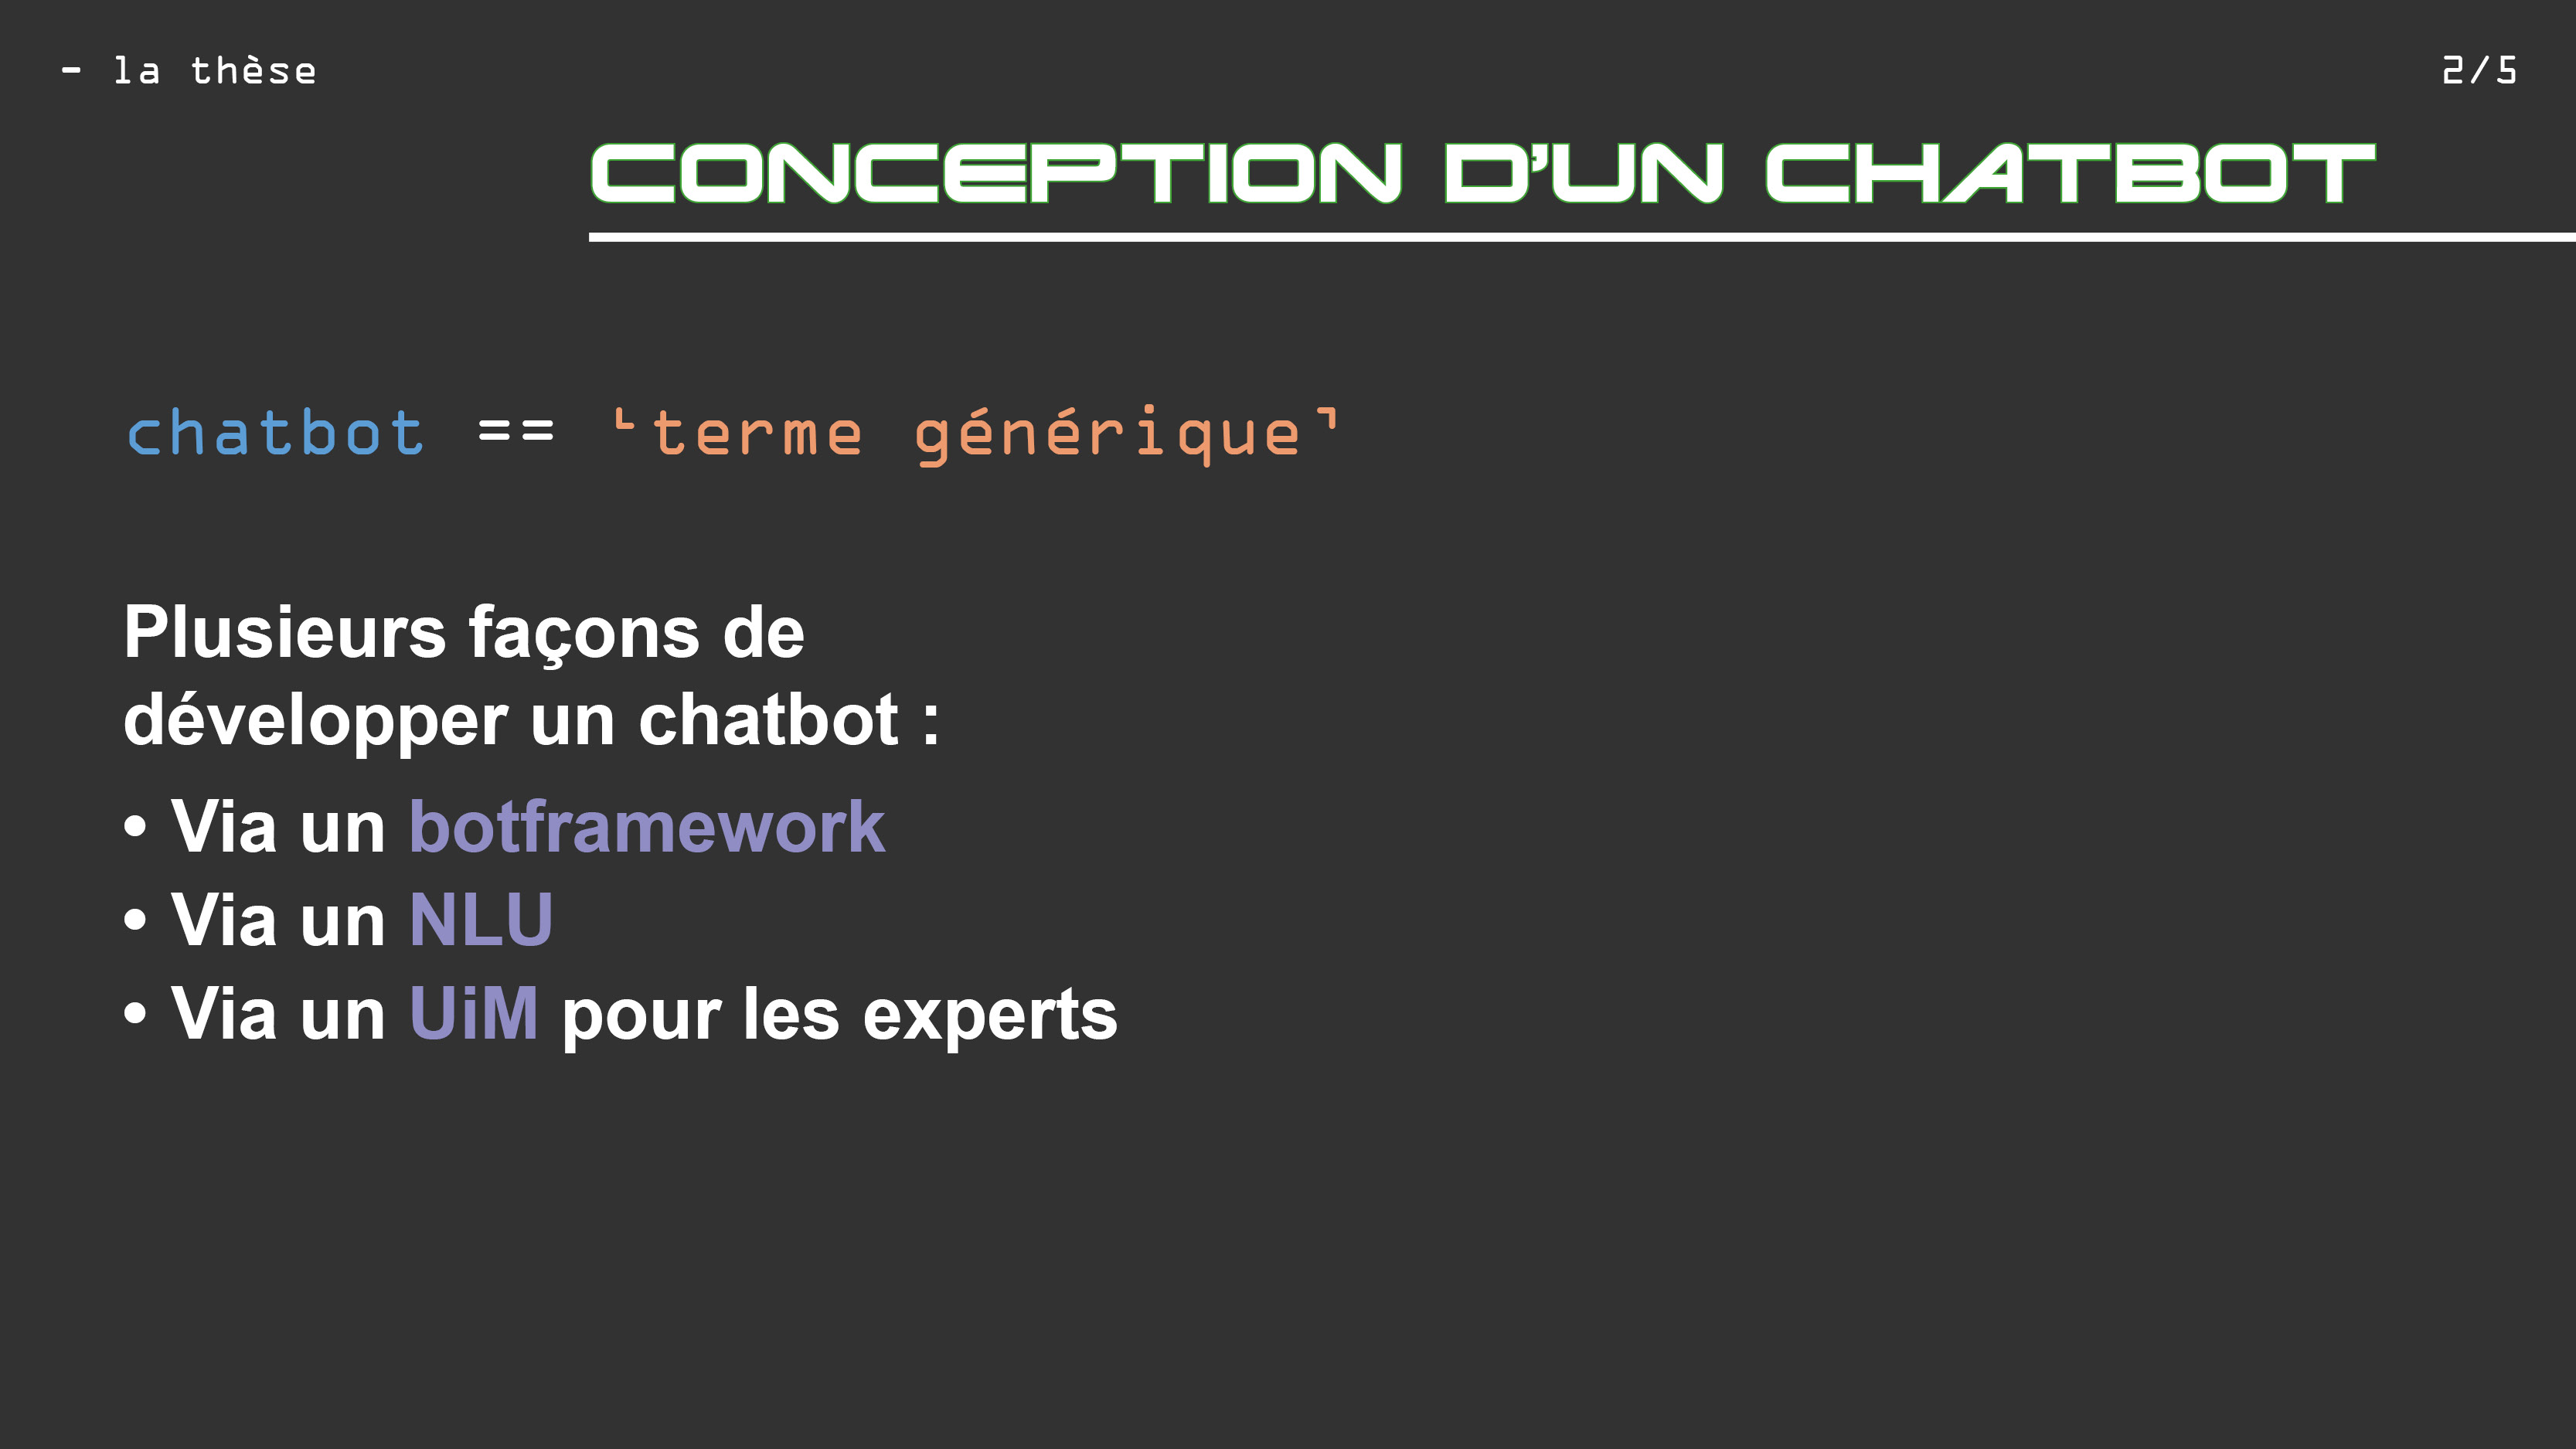 - la thèse
2/5
CONCEPTION D'UN CHATBOT
chatbot == 'terme générique'
Plusieurs façons de
développer un chatbot :
• Via un botframework
• Via un NLU
• Via un UiM pour les experts